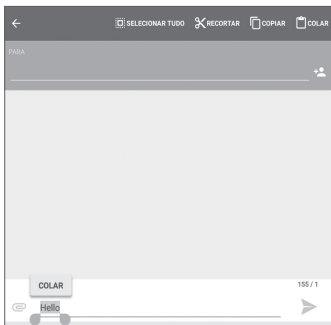 SELECIONAR TUDO RECORTAR COPIAR COLAR
PARA
COLAR
155 / 1
Hello